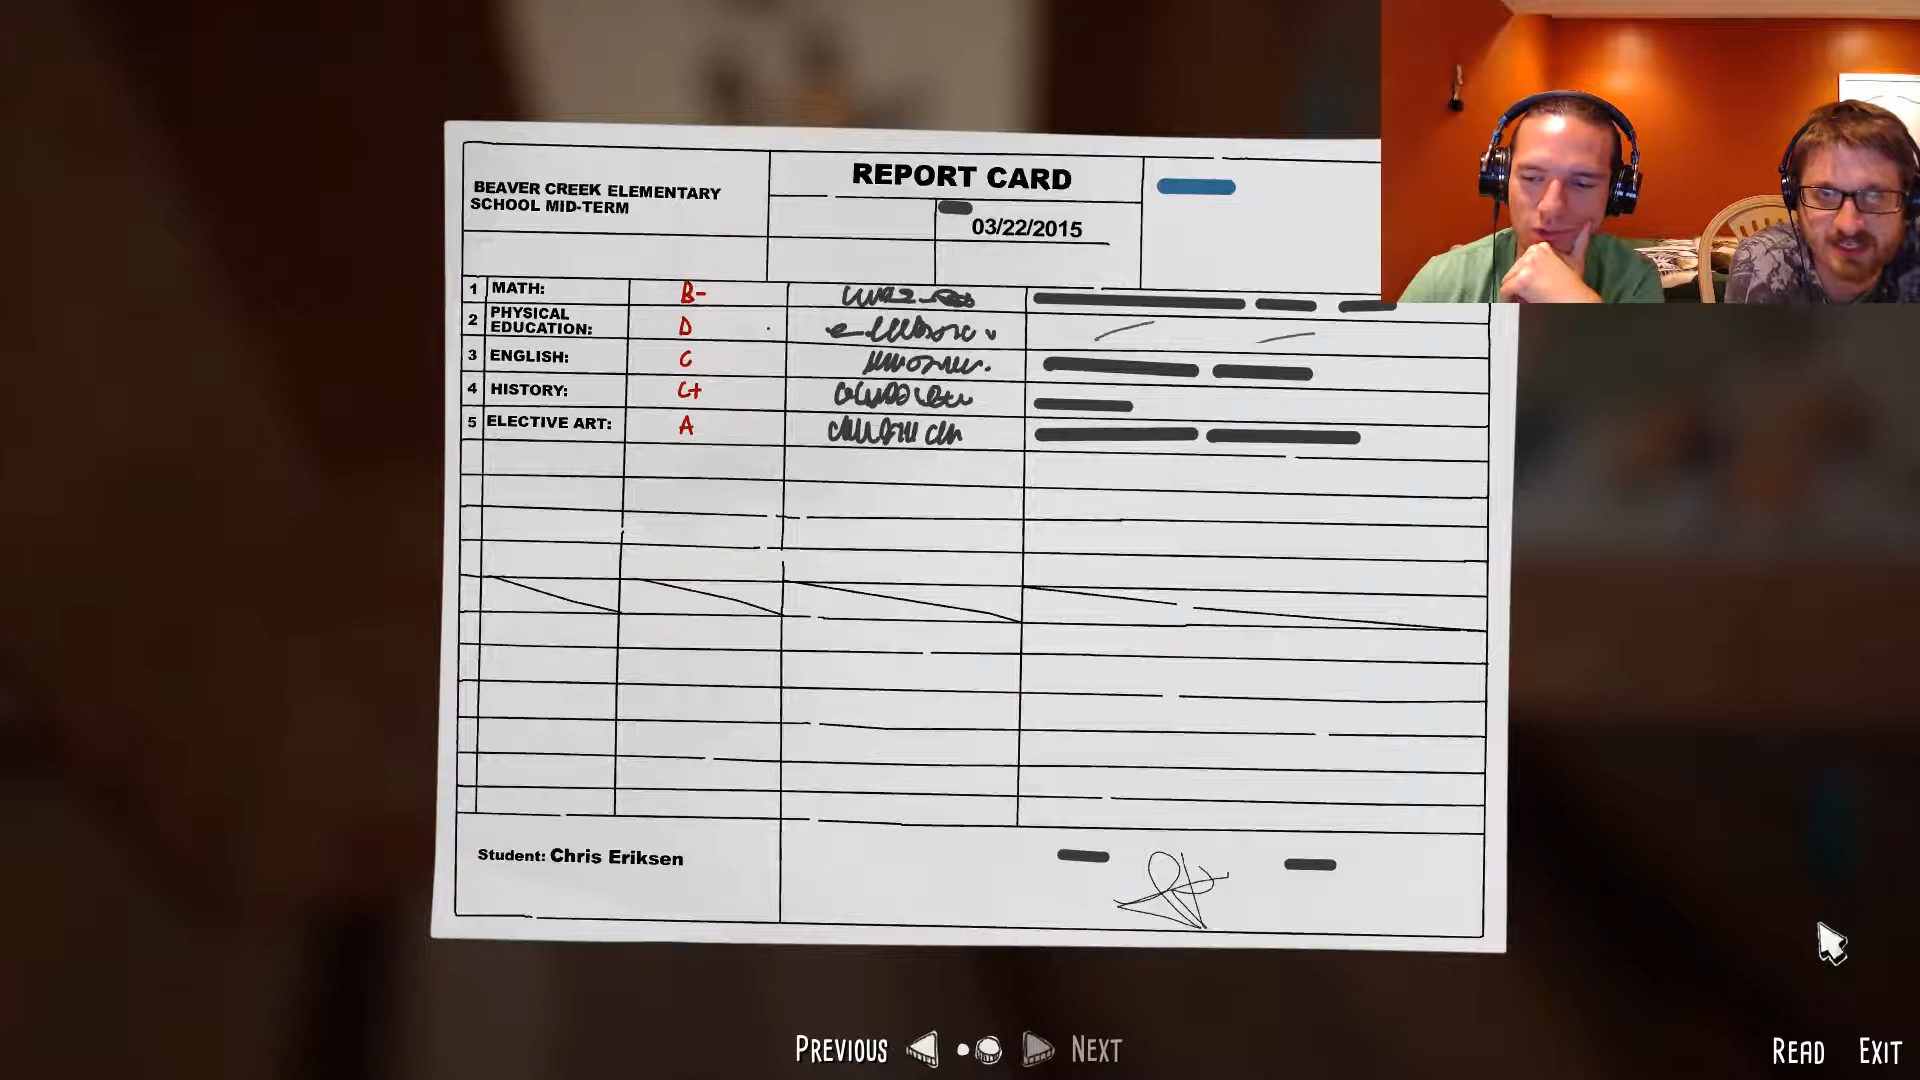 BEAVER CREEK ELEMENTARY
SCHOOL MID-TERM
REPORT CARD
03/22/2015
1 MATH: B-
2 PHYSICAL
EDUCATION: D
3 ENGLISH: C
4 HISTORY: C+
5 ELECTIVE ART: A
Student: Chris Eriksen
PREVIOUS NEXT
READ EXIT